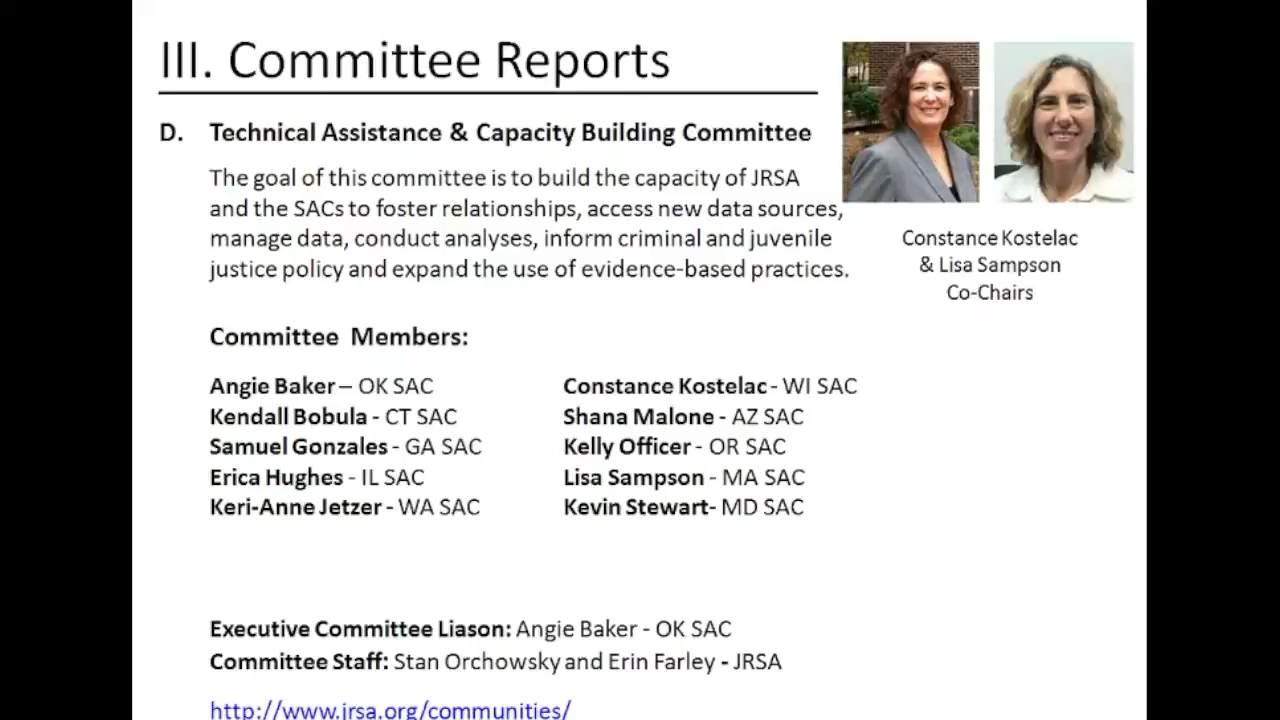 III. Committee Reports
D. Technical Assistance & Capacity Building Committee
The goal of this committee is to build the capacity of JRSA
and the SACs to foster relationships, access new data sources,
manage data, conduct analyses, inform criminal and juvenile
justice policy and expand the use of evidence-based practices.
Constance Kostelac
& Lisa Sampson
Co-Chairs
Committee Members:
Angie Baker – OK SAC
Kendall Bobula - CT SAC
Samuel Gonzales - GA SAC
Erica Hughes - IL SAC
Keri-Anne Jetzer - WA SAC
Constance Kostelac - WI SAC
Shana Malone - AZ SAC
Kelly Officer - OR SAC
Lisa Sampson - MA SAC
Kevin Stewart- MD SAC
Executive Committee Liason: Angie Baker - OK SAC
Committee Staff: Stan Orchowsky and Erin Farley - JRSA
http://www.jrsa.org/communities/